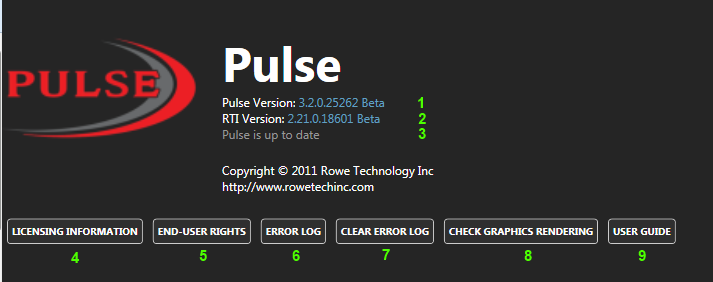 PULSE
Pulse
Pulse Version: 3.2.0.25262 Beta 1
RTI Version: 2.21.0.18601 Beta 2
Pulse is up to date 3
Copyright © 2011 Rowe Technology Inc
http://www.rowetechinc.com
LICENSING INFORMATION END-USER RIGHTS ERROR LOG CLEAR ERROR LOG CHECK GRAPHICS RENDERING USER GUIDE
4 5 6 7 8 9